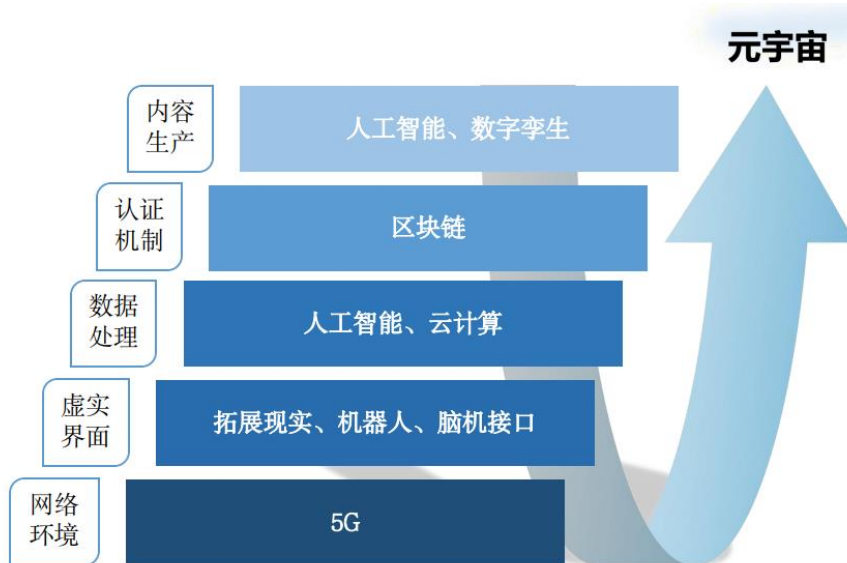 元宇宙
内容
生产
人工智能、数字孪生
认证
机制
区块链
数据
处理
人工智能、云计算
虚实
界面
拓展现实、机器人、脑机接口
网络
环境
5G